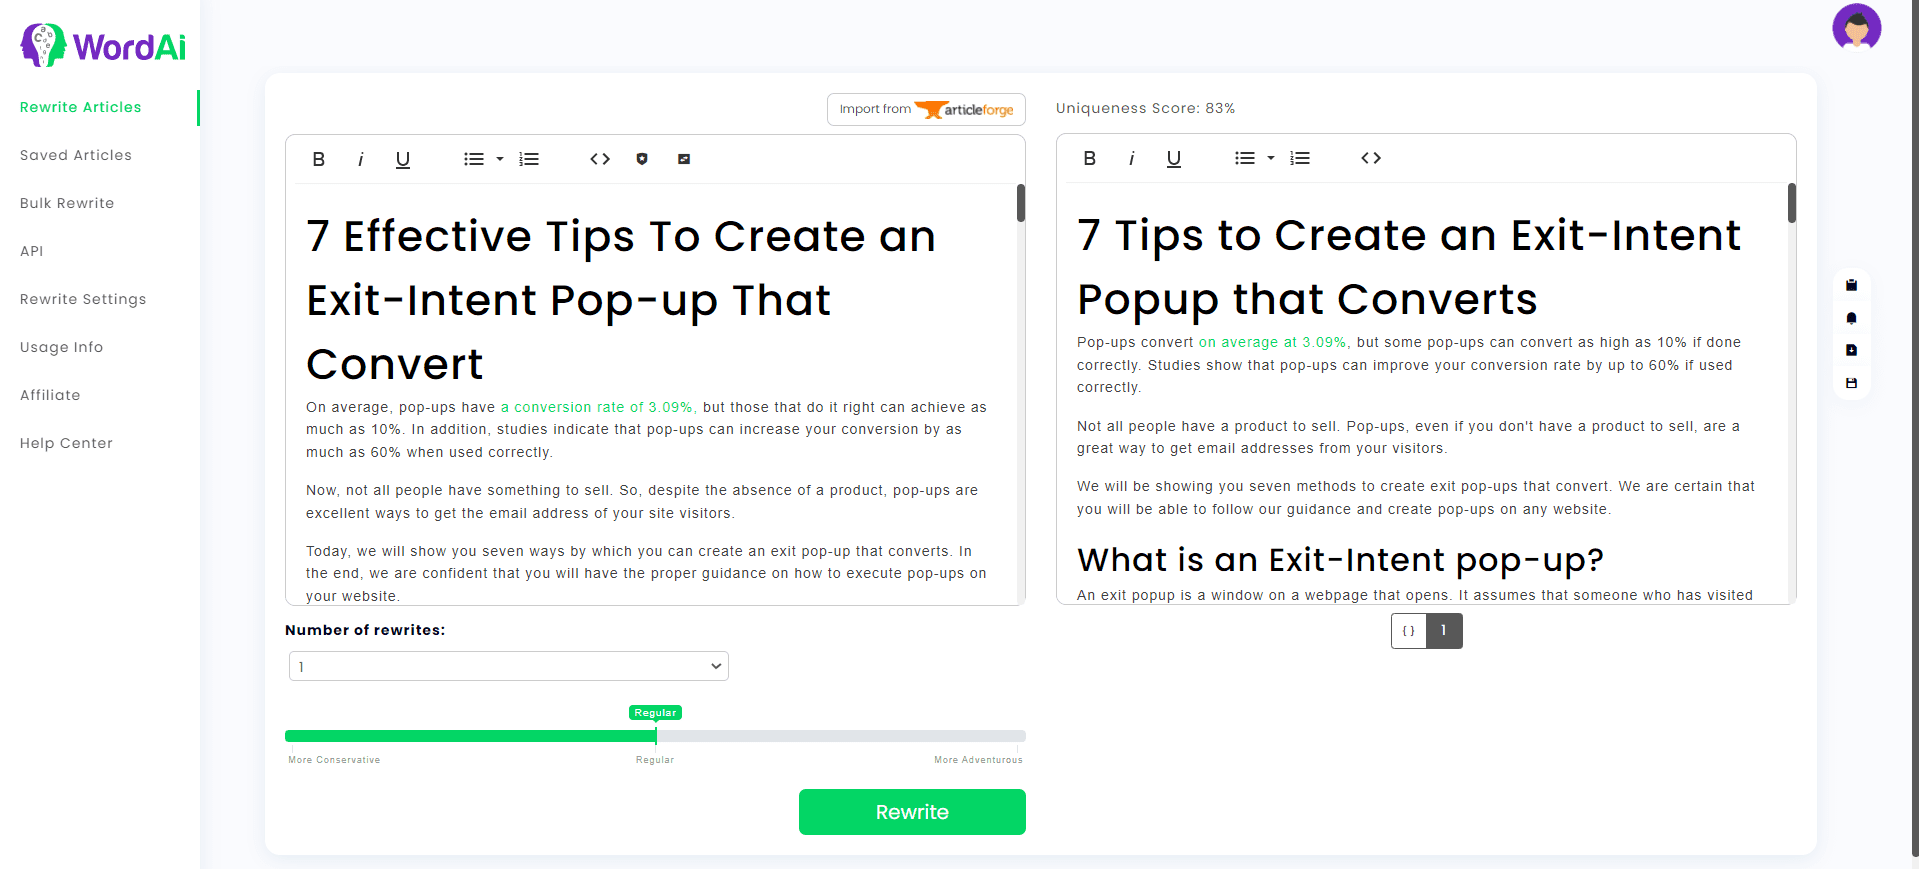 WordAi
Rewrite Articles
Saved Articles
Bulk Rewrite
API
Rewrite Settings
Usage Info
Affiliate
Help Center
Import from articleforge
B i U
7 Effective Tips To Create an
Exit-Intent Pop-up That
Convert
On average, pop-ups have a conversion rate of 3.09%, but those that do it right can achieve as
much as 10%. In addition, studies indicate that pop-ups can increase your conversion by as
much as 60% when used correctly.
Now, not all people have something to sell. So, despite the absence of a product, pop-ups are
excellent ways to get the email address of your site visitors.
Today, we will show you seven ways by which you can create an exit pop-up that converts. In
the end, we are confident that you will have the proper guidance on how to execute pop-ups on
your website.
Number of rewrites:
1
Regular
More Conservative
Regular
More Adventurous
Rewrite
Uniqueness Score: 83%
B i U
7 Tips to Create an Exit-Intent
Popup that Converts
Pop-ups convert on average at 3.09%, but some pop-ups can convert as high as 10% if done
correctly. Studies show that pop-ups can improve your conversion rate by up to 60% if used
correctly.
Not all people have a product to sell. Pop-ups, even if you don't have a product to sell, are a
great way to get email addresses from your visitors.
We will be showing you seven methods to create exit pop-ups that convert. We are certain that
you will be able to follow our guidance and create pop-ups on any website.
What is an Exit-Intent pop-up?
An exit popup is a window on a webpage that opens. It assumes that someone who has visited
{ } 1